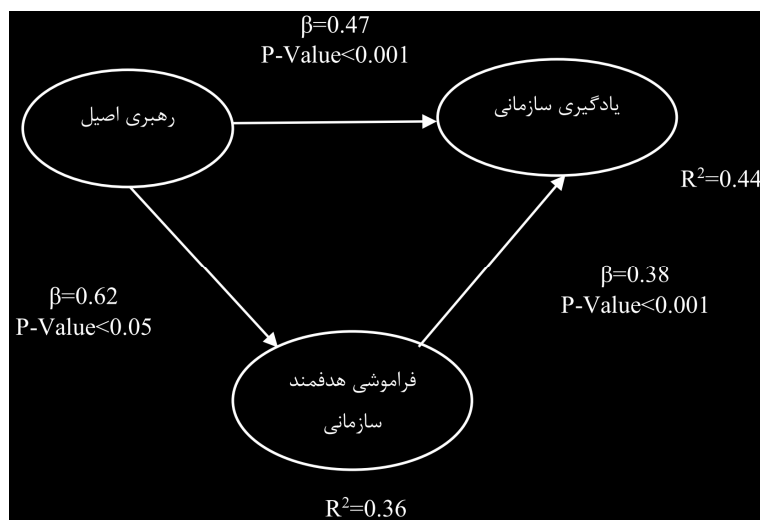 β=0.47
P-Value<0.001
رهبری اصیل
یادگیری سازمانی
R²=0.44
β=0.62
P-Value<0.05
β=0.38
P-Value<0.001
فراموشی هدفمند
سازمانی
R²=0.36